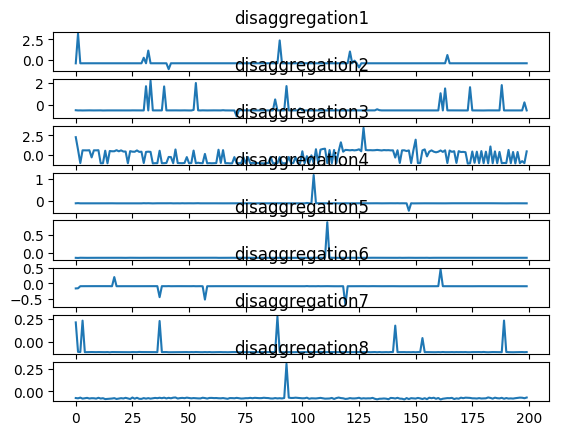 disaggregation1
2.5
0.0
disaggregation2
2
0
disaggregation3
2.5
0.0
disaggregation4
1
0
disaggregation5
0.5
0.0
disaggregation6
0.5
0.0
−0.5
disaggregation7
0.25
0.00
disaggregation8
0.25
0.00
0 25 50 75 100 125 150 175 200